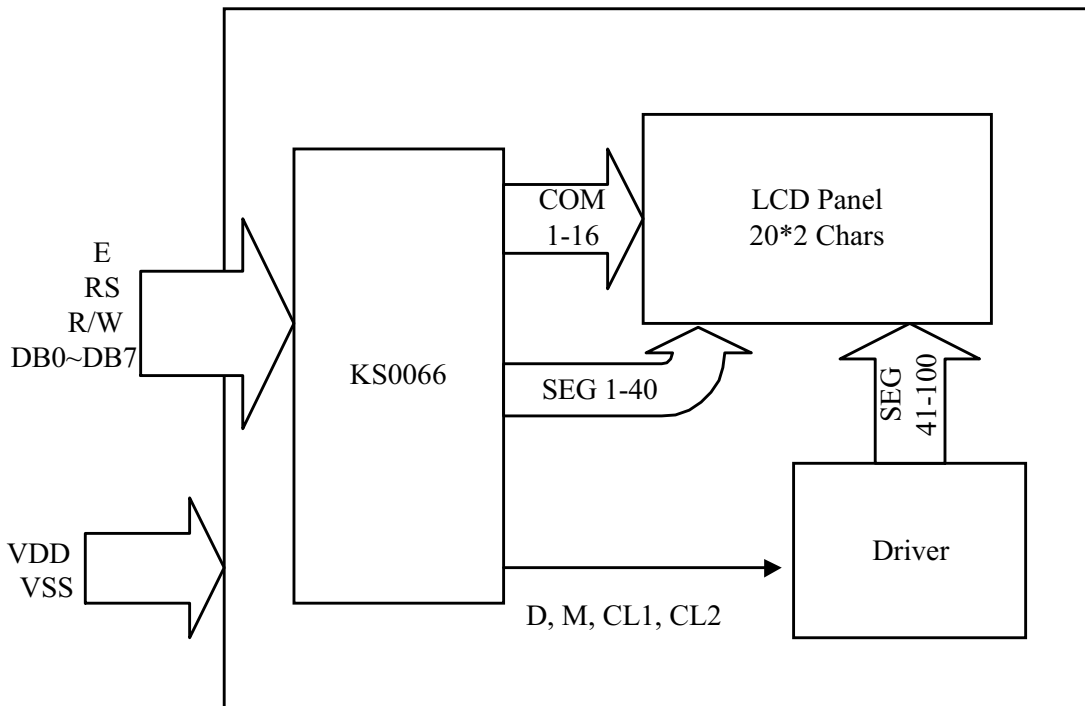 E
RS
R/W
DB0~DB7
VDD
VSS
KS0066
COM
1-16
SEG 1-40
D, M, CL1, CL2
LCD Panel
20*2 Chars
SEG
41-100
Driver